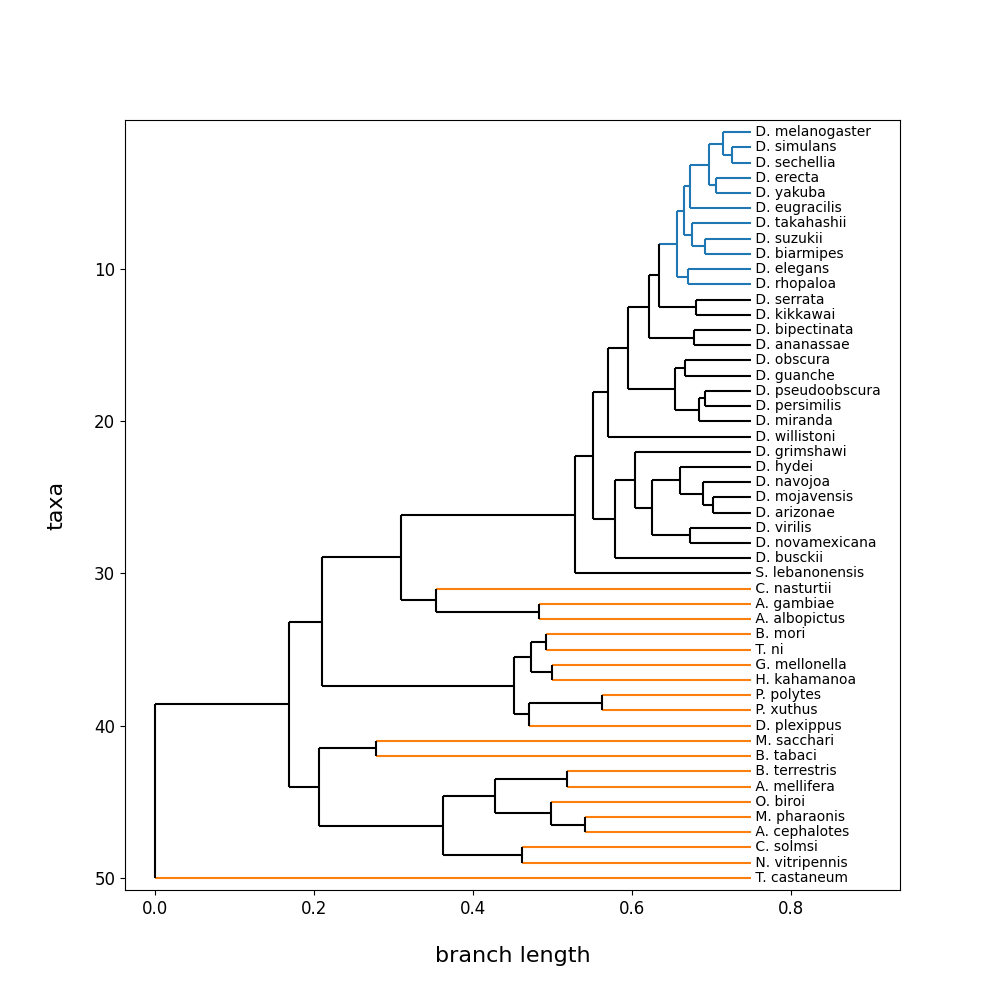 D. melanogaster
D. simulans
D. sechellia
D. erecta
D. yakuba
D. eugracilis
D. takahashii
D. suzukii
D. biarmipes
D. elegans
10
D. rhopaloa
D. serrata
D. kikkawai
D. bipectinata
D. ananassae
D. obscura
D. guanche
D. pseudoobscura
D. persimilis
D. miranda
20
D. willistoni
D. grimshawi
D. hydei
D. navojoa
D. mojavensis
D. arizonae
D. virilis
D. novamexicana
D. busckii
S. lebanonensis
30
C. nasturtii
A. gambiae
A. albopictus
B. mori
T. ni
G. mellonella
H. kahamanoa
P. polytes
P. xuthus
D. plexippus
40
M. sacchari
B. tabaci
B. terrestris
A. mellifera
O. biroi
M. pharaonis
A. cephalotes
C. solmsi
N. vitripennis
T. castaneum
50
taxa
0.0 0.2 0.4 0.6 0.8
branch length